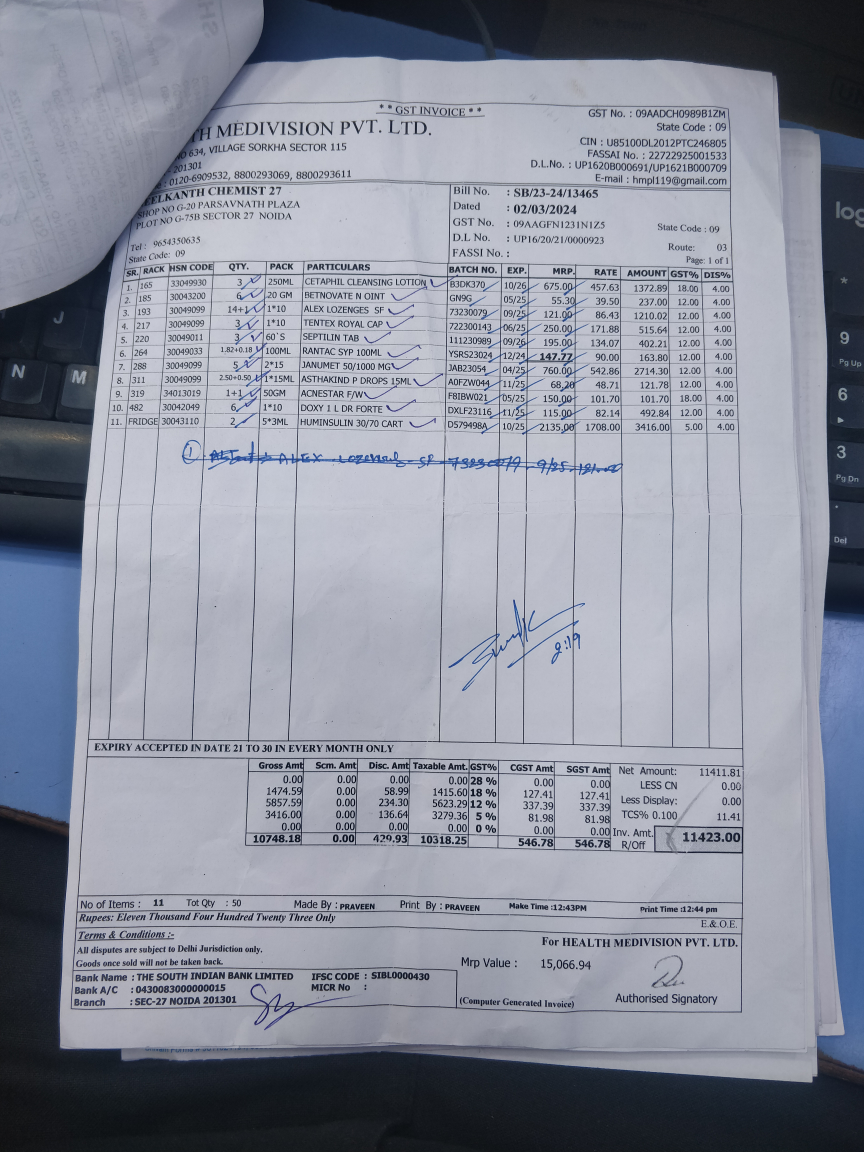 * * GST INVOICE * *
TH MEDIVISION PVT. LTD.
NO 634, VILLAGE SORKHA SECTOR 115
-201301
: 0120-6909532, 8800293069, 8800293611
GST No. : 09AADCH0989B1ZM
State Code : 09
CIN : U85100DL2012PTC246805
FASSAI No. : 22722925001533
D.L.No. : UP1620B000691/UP1621B000709
E-mail : hmpl119@gmail.com
ELKANTH CHEMIST 27
SHOP NO G-20 PARSAVNATH PLAZA
PLOT NO G-75B SECTOR 27 NOIDA
Tel : 9654350635
State Code: 09
Bill No. : SB/23-24/13465
Dated : 02/03/2024
GST No. : 09AAGFN1231N1Z5 State Code : 09
D.L No. : UP16/20/21/0000923
Route: 03
FASSI No. :
Page: 1 of 1
SR. RACK HSN CODE QTY. PACK PARTICULARS BATCH NO. EXP. MRP. RATE AMOUNT GST% DIS%
1. 165 33049930 3 250ML CETAPHIL CLEANSING LOTION B3DK370 10/26 675.00 457.63 1372.89 18.00 4.00
2. 185 30043200 6 20 GM BETNOVATE N OINT GN9G 05/25 55.30 39.50 237.00 12.00 4.00
3. 193 30049099 14+1 1*10 ALEX LOZENGES SF 73230079 09/25 121.00 86.43 1210.02 12.00 4.00
4. 217 30049099 3 1*10 TENTEX ROYAL CAP 722300143 06/25 250.00 171.88 515.64 12.00 4.00
5. 220 30049011 3 60`S SEPTILIN TAB 111230989 09/26 195.00 134.07 402.21 12.00 4.00
6. 264 30049033 1.82+0.18 100ML RANTAC SYP 100ML YSRS23024 12/24 147.77 90.00 163.80 12.00 4.00
7. 288 30049099 5 2*15 JANUMET 50/1000 MG JAB23054 04/25 760.00 542.86 2714.30 12.00 4.00
8. 311 30049099 2.50+0.50 1*15ML ASTHAKIND P DROPS 15ML A0FZW044 11/25 68.20 48.71 121.78 12.00 4.00
9. 319 34013019 1+1 50GM ACNESTAR F/W FBIBW021 05/25 150.00 101.70 101.70 18.00 4.00
10. 482 30042049 6 1*10 DOXY 1 L DR FORTE DXLF23116 11/25 115.00 82.14 492.84 12.00 4.00
11. FRIDGE 30043110 2 5*3ML HUMINSULIN 30/70 CART D579498A 10/25 2135.00 1708.00 3416.00 5.00 4.00
1 ALEX LOZENGES SF 73230079 9/25 121.00
2:19
EXPIRY ACCEPTED IN DATE 21 TO 30 IN EVERY MONTH ONLY
Gross Amt Scm. Amt Disc. Amt Taxable Amt. GST% CGST Amt SGST Amt
0.00 0.00 0.00 0.00 28 % 0.00 0.00
1474.59 0.00 58.99 1415.60 18 % 127.41 127.41
5857.59 0.00 234.30 5623.29 12 % 337.39 337.39
3416.00 0.00 136.64 3279.36 5 % 81.98 81.98
0.00 0.00 0.00 0.00 0 % 0.00 0.00
10748.18 0.00 429.93 10318.25 546.78 546.78
Net Amount: 11411.81
LESS CN 0.00
Less Display: 0.00
TCS% 0.100 11.41
Inv. Amt. 11423.00
R/Off
No of Items : 11 Tot Qty : 50 Made By : PRAVEEN Print By : PRAVEEN Make Time :12:43PM Print Time :12:44 pm
Rupees: Eleven Thousand Four Hundred Twenty Three Only
E.& O.E.
Terms & Conditions :-
All disputes are subject to Delhi Jurisdiction only.
Goods once sold will not be taken back.
For HEALTH MEDIVISION PVT. LTD.
Mrp Value : 15,066.94
Bank Name : THE SOUTH INDIAN BANK LIMITED IFSC CODE : SIBL0000430
Bank A/C : 0430083000000015 MICR No :
Branch : SEC-27 NOIDA 201301
(Computer Generated Invoice)
Authorised Signatory
J
N
M
log
*
9
Pg Up
6
3
Pg Dn
.
Del